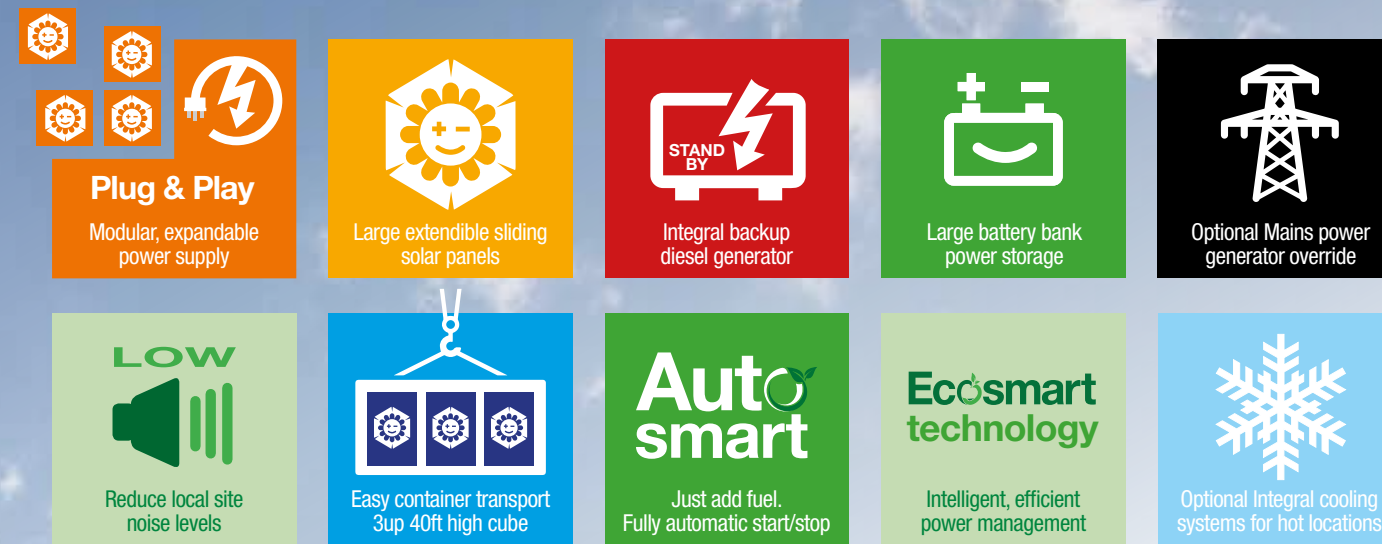 Plug & Play
Modular, expandable
power supply
Large extendible sliding
solar panels
STAND
BY
Integral backup
diesel generator
Large battery bank
power storage
Optional Mains power
generator override
LOW
Reduce local site
noise levels
Easy container transport
3up 40ft high cube
Auto
smart
Just add fuel.
Fully automatic start/stop
Ecosmart
technology
Intelligent, efficient
power management
Optional Integral cooling
systems for hot locations